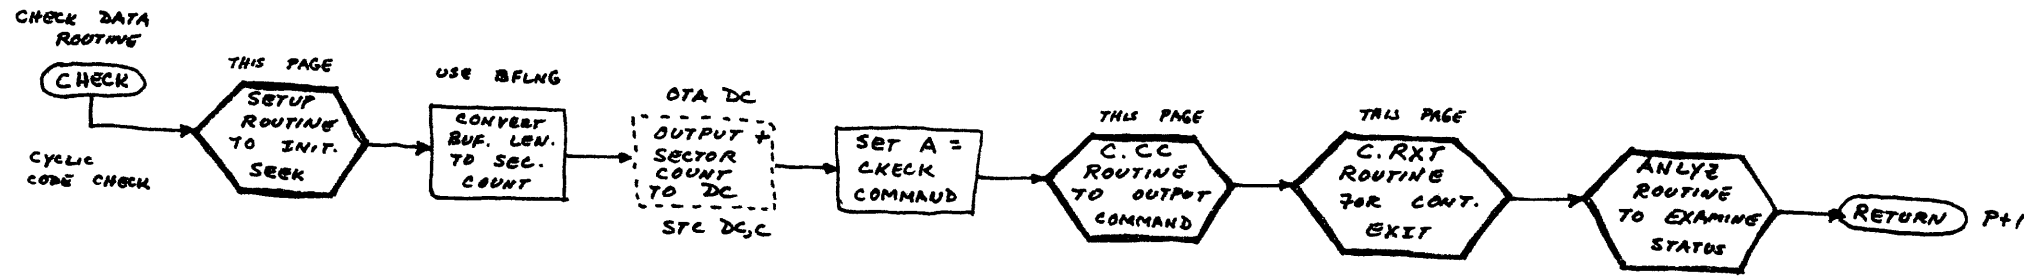 CHECK DATA
ROUTINE
CHECK
CYCLIC
CODE CHECK
THIS PAGE
SETUP
ROUTINE
TO INIT.
SEEK
USE BFLNG
CONVERT
BUF. LEN.
TO SEC.
COUNT
OTA DC
OUTPUT +
SECTOR
COUNT
TO DC
STC DC,C
SET A =
CKECK
COMMAND
THIS PAGE
C.CC
ROUTINE
TO OUTPUT
COMMAND
THIS PAGE
C.RXT
ROUTINE
FOR CONT.
EXIT
ANLYZ
ROUTINE
TO EXAMINE
STATUS
RETURN
P+1